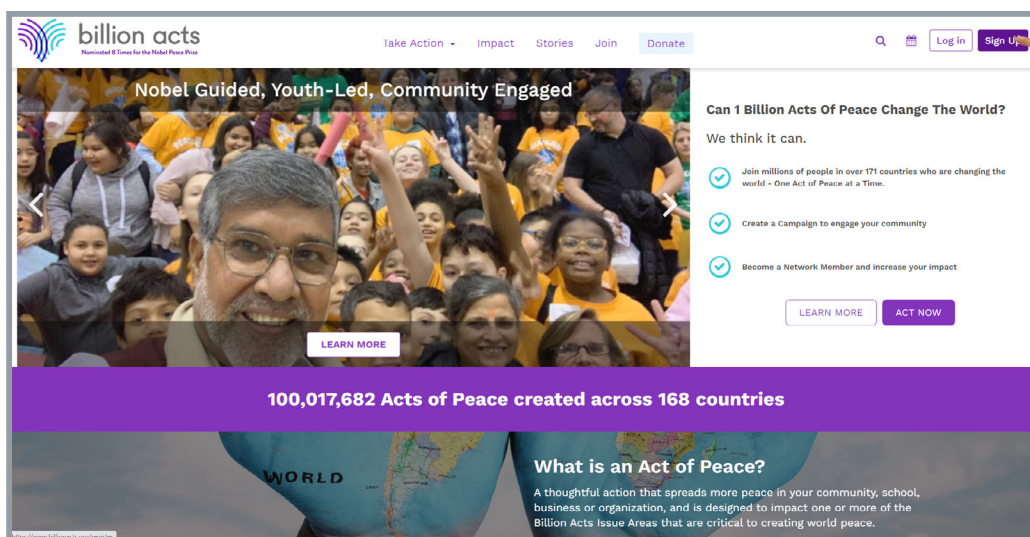 billion acts
Nominated 8 Times for the Nobel Peace Prize
Take Action
Impact
Stories
Join
Donate
Log in
Sign Up
Nobel Guided, Youth-Led, Community Engaged
LEARN MORE
Can 1 Billion Acts Of Peace Change The World?
We think it can.
Join millions of people in over 171 countries who are changing the
world - One Act of Peace at a Time.
Create a Campaign to engage your community
Become a Network Member and increase your impact
LEARN MORE
ACT NOW
100,017,682 Acts of Peace created across 168 countries
WORLD
What is an Act of Peace?
A thoughtful action that spreads more peace in your community, school,
business or organization, and is designed to impact one or more of the
Billion Acts Issue Areas that are critical to creating world peace.